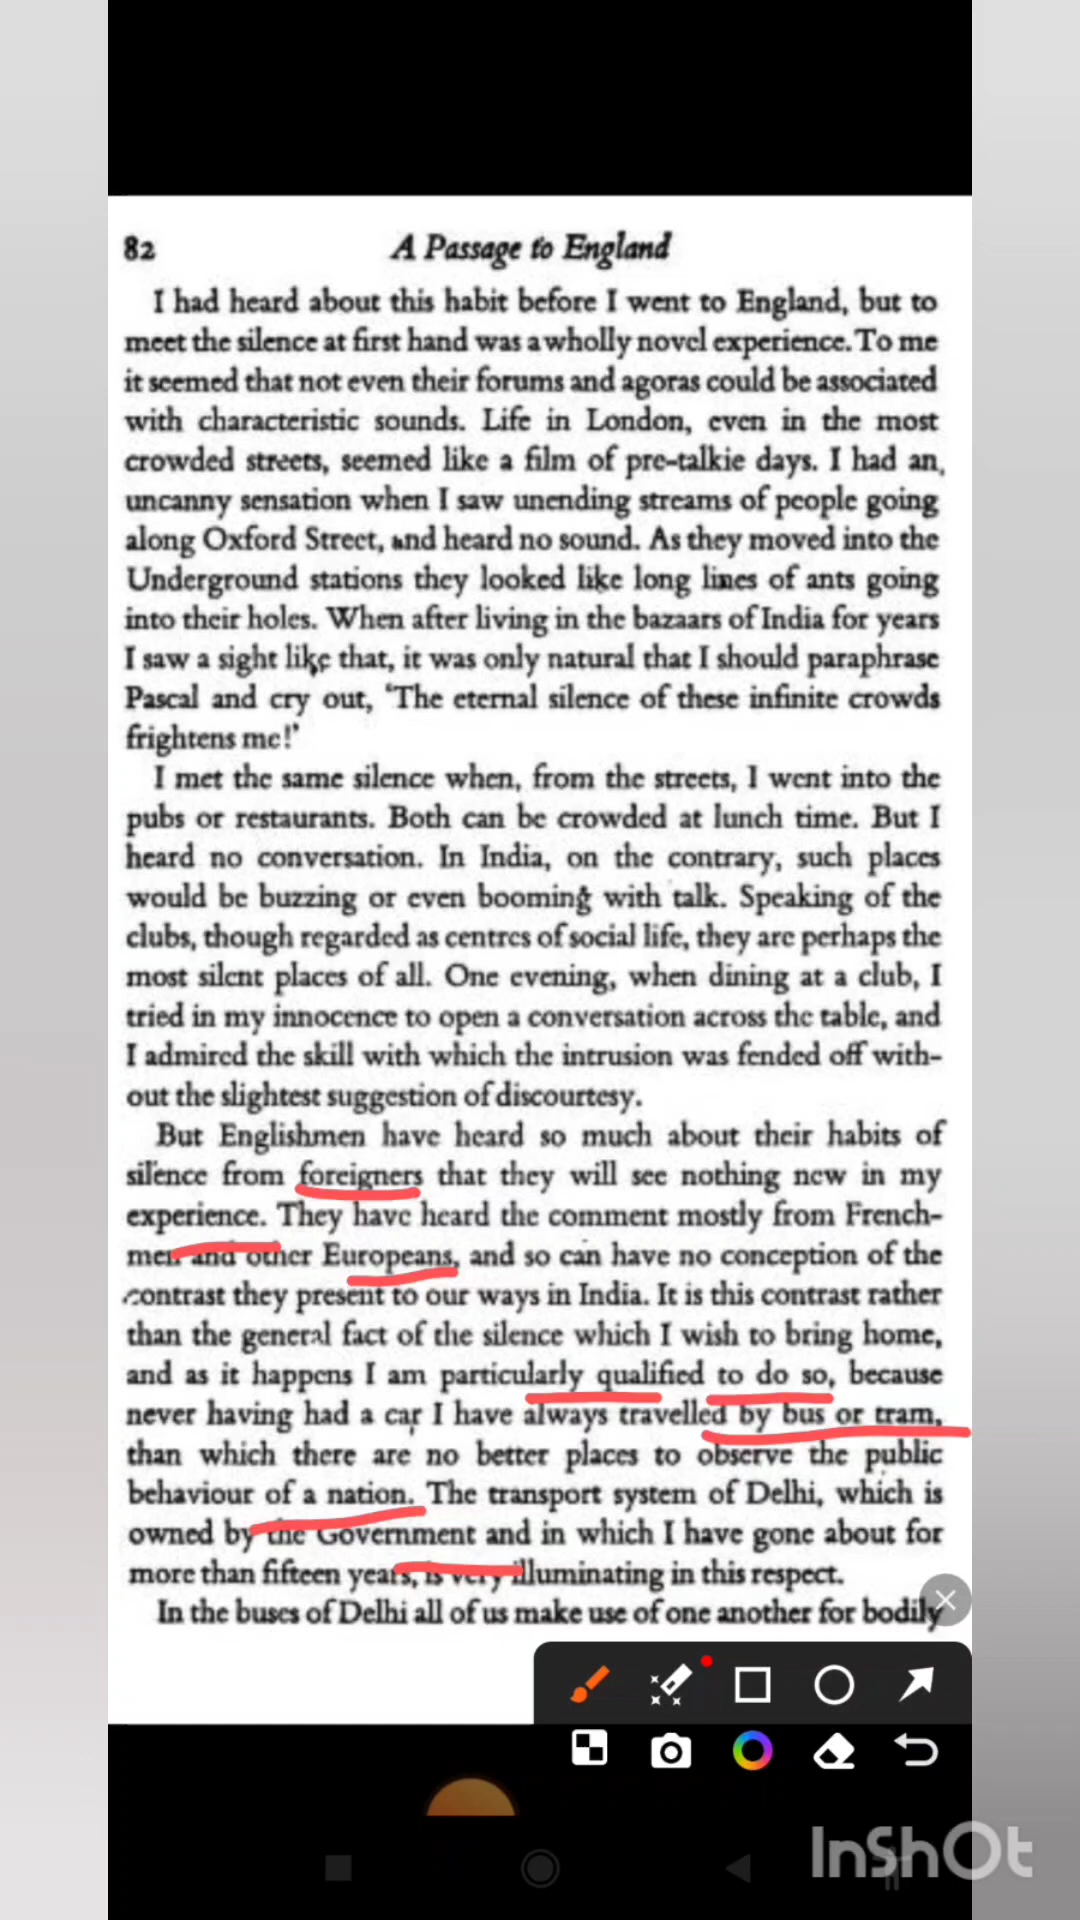 82 A Passage to England
I had heard about this habit before I went to England, but to
meet the silence at first hand was a wholly novel experience. To me
it seemed that not even their forums and agoras could be associated
with characteristic sounds. Life in London, even in the most
crowded streets, seemed like a film of pre-talkie days. I had an
uncanny sensation when I saw unending streams of people going
along Oxford Street, and heard no sound. As they moved into the
Underground stations they looked like long lines of ants going
into their holes. When after living in the bazaars of India for years
I saw a sight like that, it was only natural that I should paraphrase
Pascal and cry out, 'The eternal silence of these infinite crowds
frightens me!'
I met the same silence when, from the streets, I went into the
pubs or restaurants. Both can be crowded at lunch time. But I
heard no conversation. In India, on the contrary, such places
would be buzzing or even booming with talk. Speaking of the
clubs, though regarded as centres of social life, they are perhaps the
most silent places of all. One evening, when dining at a club, I
tried in my innocence to open a conversation across the table, and
I admired the skill with which the intrusion was fended off with-
out the slightest suggestion of discourtesy.
But Englishmen have heard so much about their habits of
silence from foreigners that they will see nothing new in my
experience. They have heard the comment mostly from French-
men and other Europeans, and so can have no conception of the
contrast they present to our ways in India. It is this contrast rather
than the general fact of the silence which I wish to bring home,
and as it happens I am particularly qualified to do so, because
never having had a car I have always travelled by bus or tram,
than which there are no better places to observe the public
behaviour of a nation. The transport system of Delhi, which is
owned by the Government and in which I have gone about for
more than fifteen years, is very illuminating in this respect.
In the buses of Delhi all of us make use of one another for bodily
InShOt